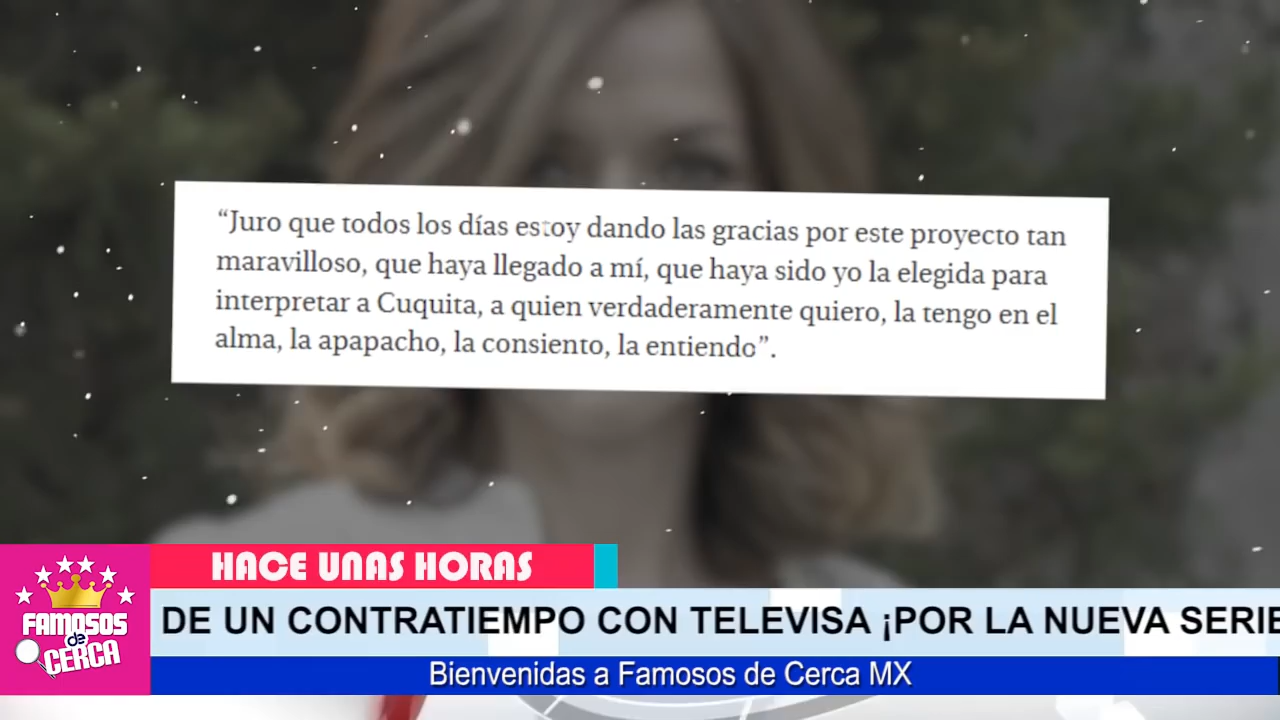 “Juro que todos los días estoy dando las gracias por este proyecto tan
maravilloso, que haya llegado a mí, que haya sido yo la elegida para
interpretar a Cuquita, a quien verdaderamente quiero, la tengo en el
alma, la apapacho, la consiento, la entiendo”.
HACE UNAS HORAS
FAMOSOS
de
CERCA
DE UN CONTRATIEMPO CON TELEVISA ¡POR LA NUEVA SERIE
Bienvenidas a Famosos de Cerca MX